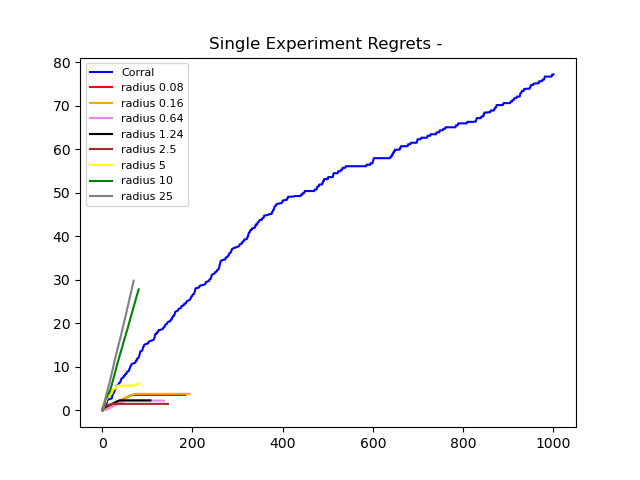 Single Experiment Regrets -
80
70
60
50
40
30
20
10
0
Corral
radius 0.08
radius 0.16
radius 0.64
radius 1.24
radius 2.5
radius 5
radius 10
radius 25
0 200 400 600 800 1000